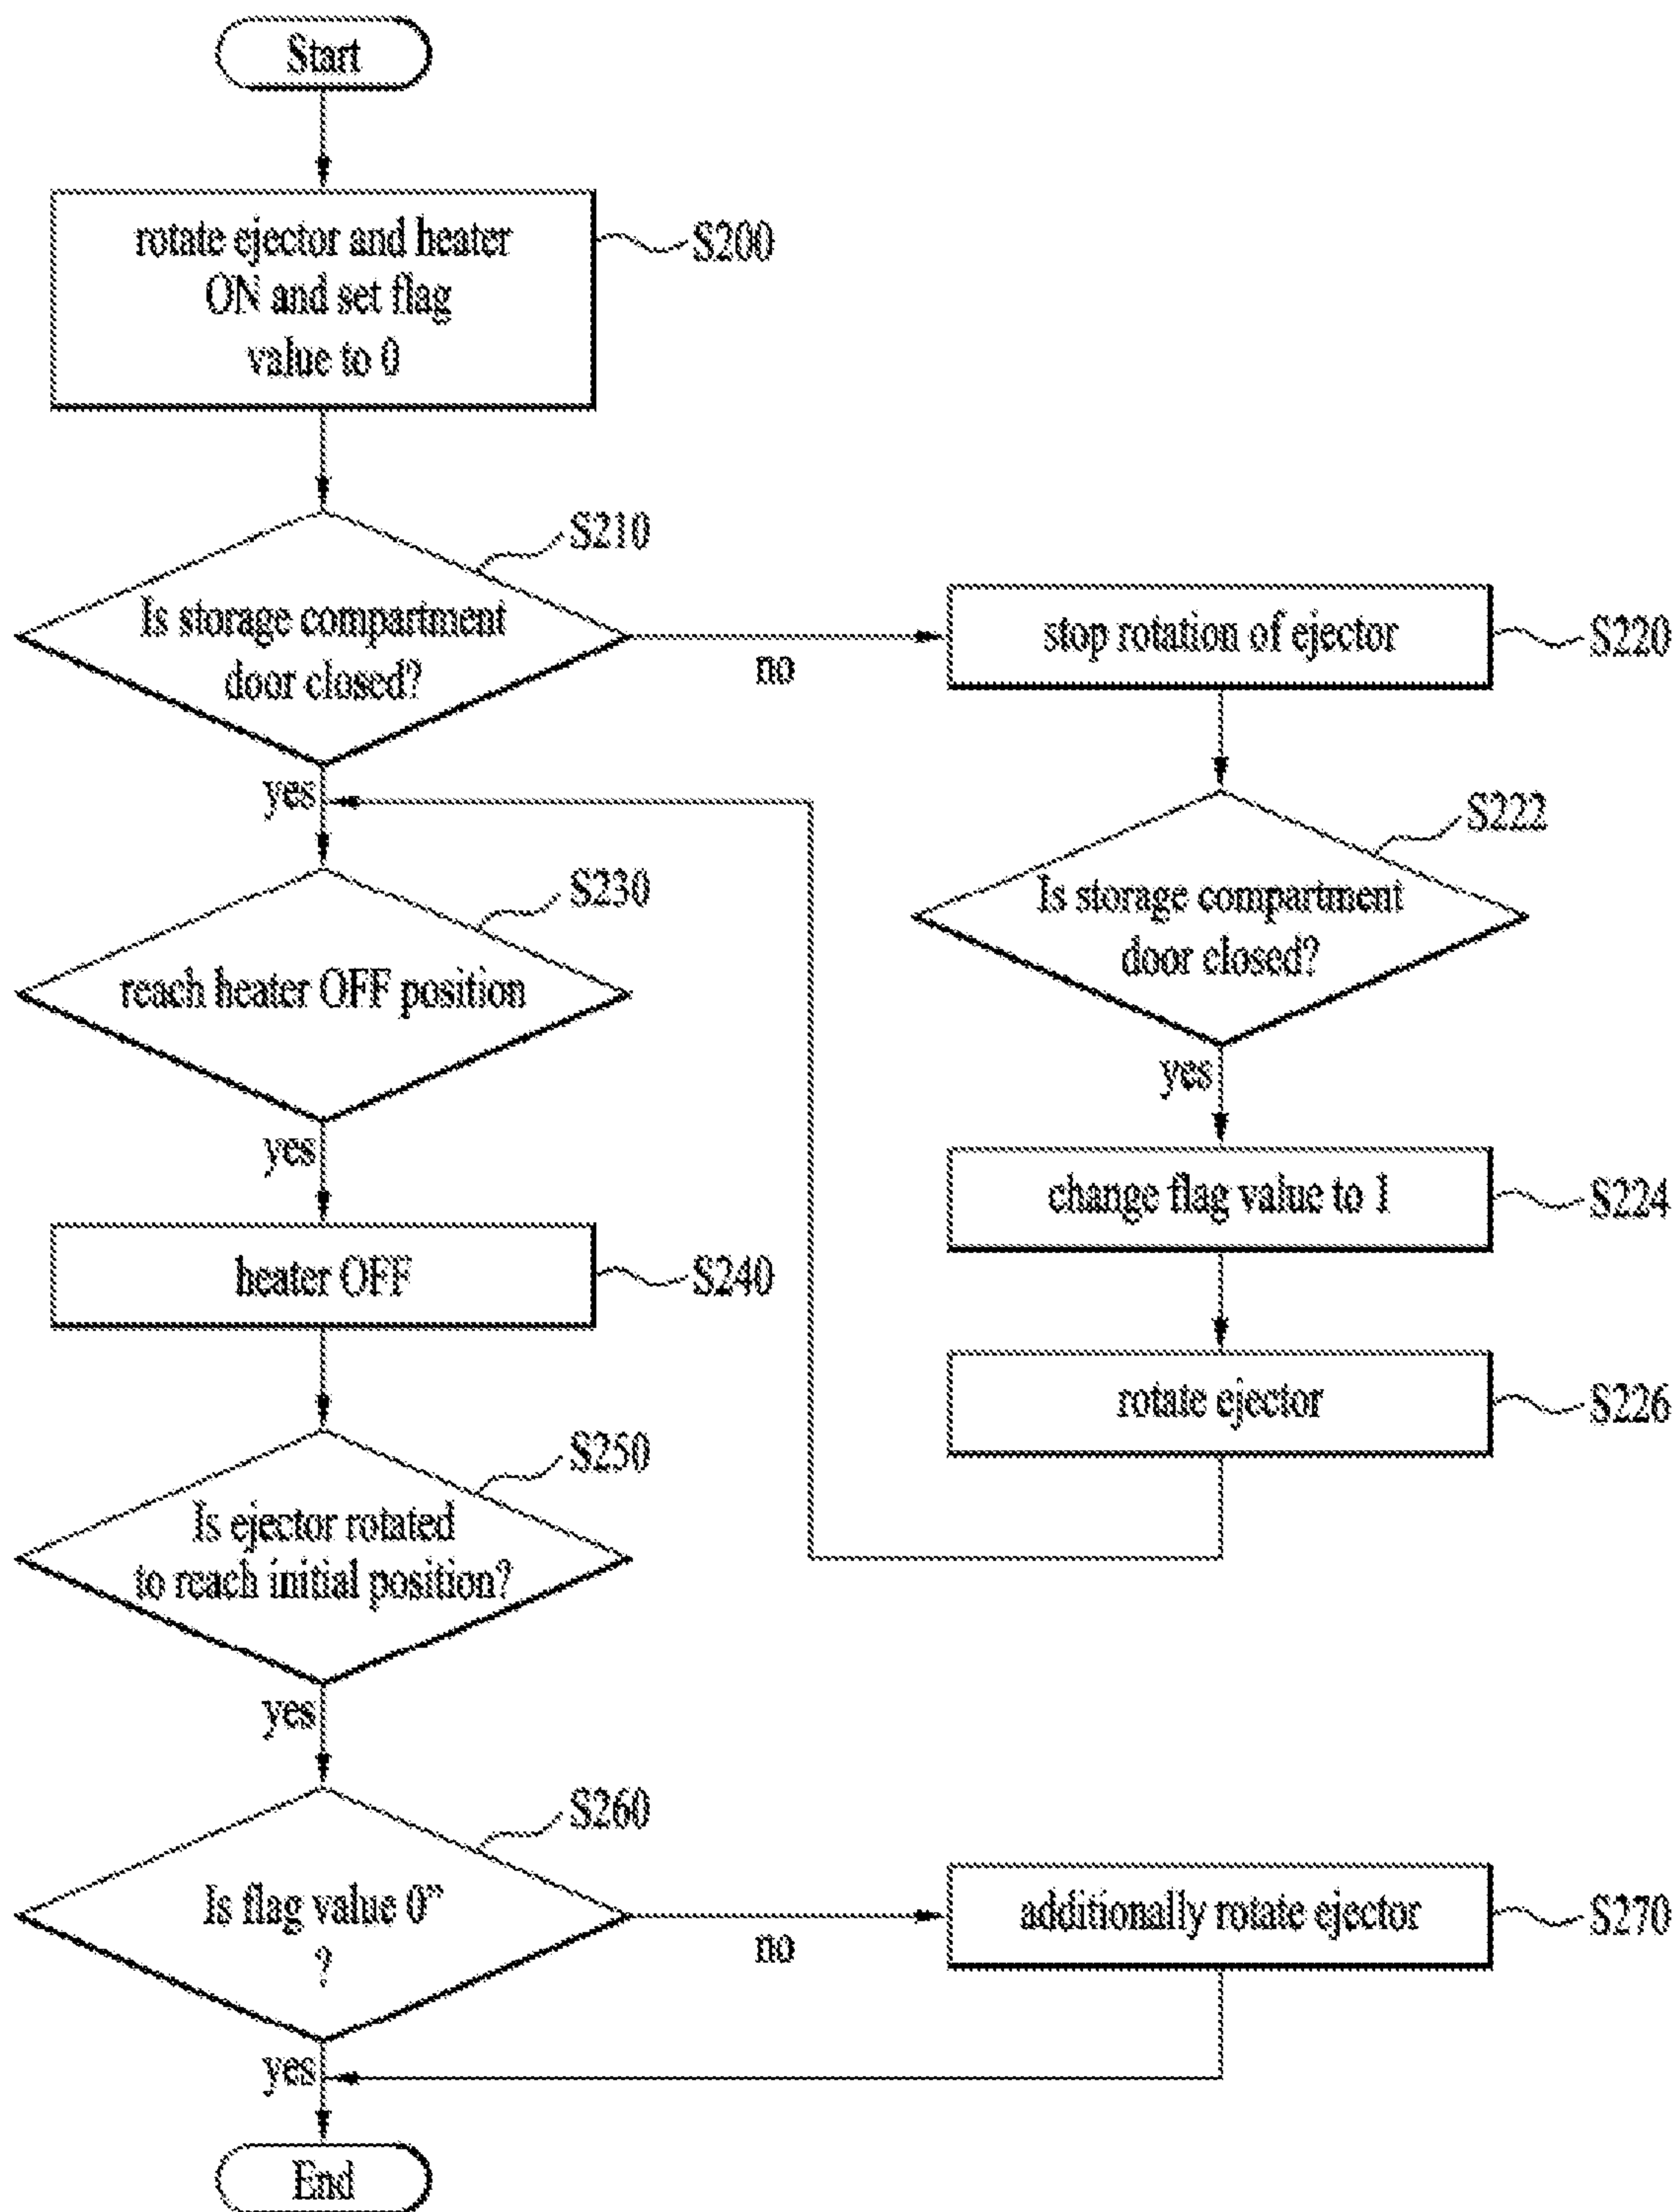 Start
rotate ejector and heater
ON and set flag
value to 0
S200
S210
Is storage compartment
door closed?
no
yes
stop rotation of ejector
S220
S222
Is storage compartment
door closed?
yes
S230
reach heater OFF position
yes
change flag value to 1
S224
heater OFF
S240
rotate ejector
S226
S250
Is ejector rotated
to reach initial position?
yes
S260
Is flag value 0”
?
no
yes
additionally rotate ejector
S270
End